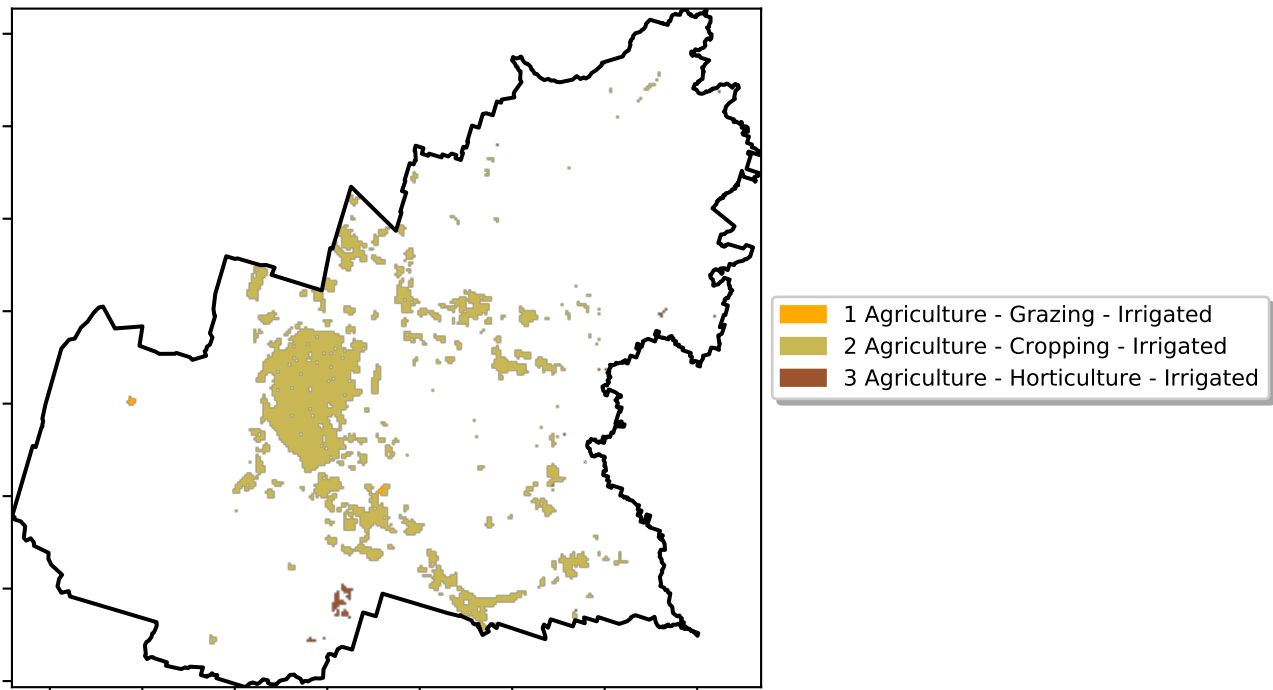 1 Agriculture - Grazing - Irrigated
2 Agriculture - Cropping - Irrigated
3 Agriculture - Horticulture - Irrigated